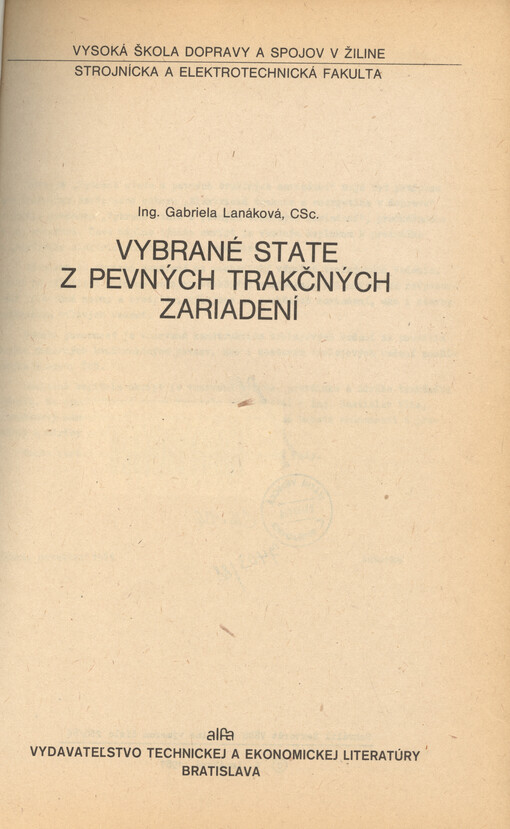 VYSOKÁ ŠKOLA DOPRAVY A SPOJOV V ŽILINE
STROJNÍCKA A ELEKTROTECHNICKÁ FAKULTA
Ing. Gabriela Lanáková, CSc.
VYBRANÉ STATE
Z PEVNÝCH TRAKČNÝCH
ZARIADENÍ
alfa
VYDAVATEĽSTVO TECHNICKEJ A EKONOMICKEJ LITERATÚRY
BRATISLAVA